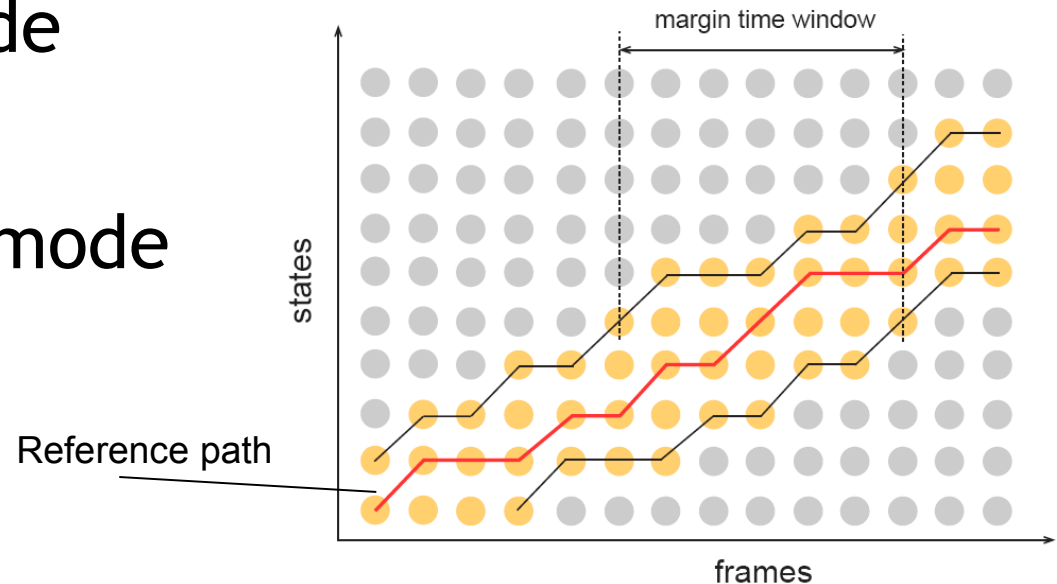 de
margin time window
mode
states
Reference path
frames